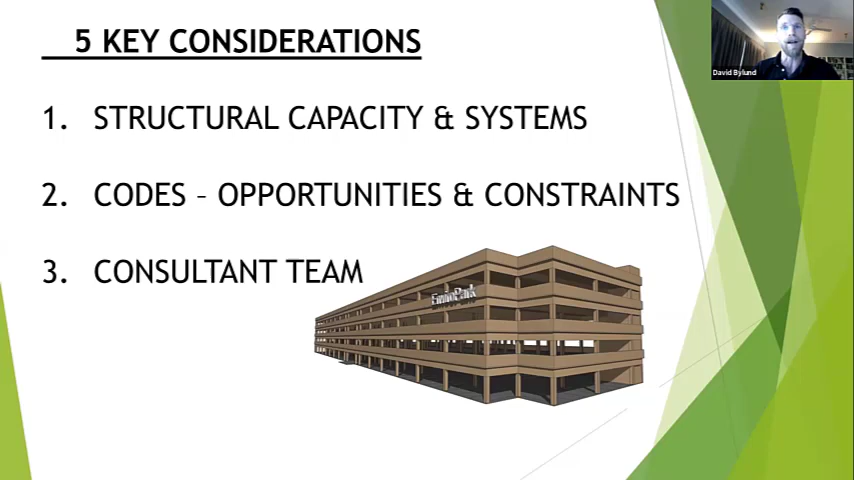 5 KEY CONSIDERATIONS
David Bylund
1. STRUCTURAL CAPACITY & SYSTEMS
2. CODES – OPPORTUNITIES & CONSTRAINTS
3. CONSULTANT TEAM